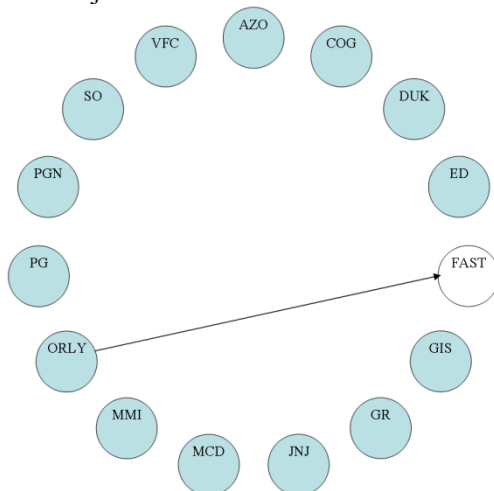 AZO
VFC
COG
SO
DUK
PGN
ED
PG
FAST
ORLY
GIS
MMI
GR
MCD
JNJ